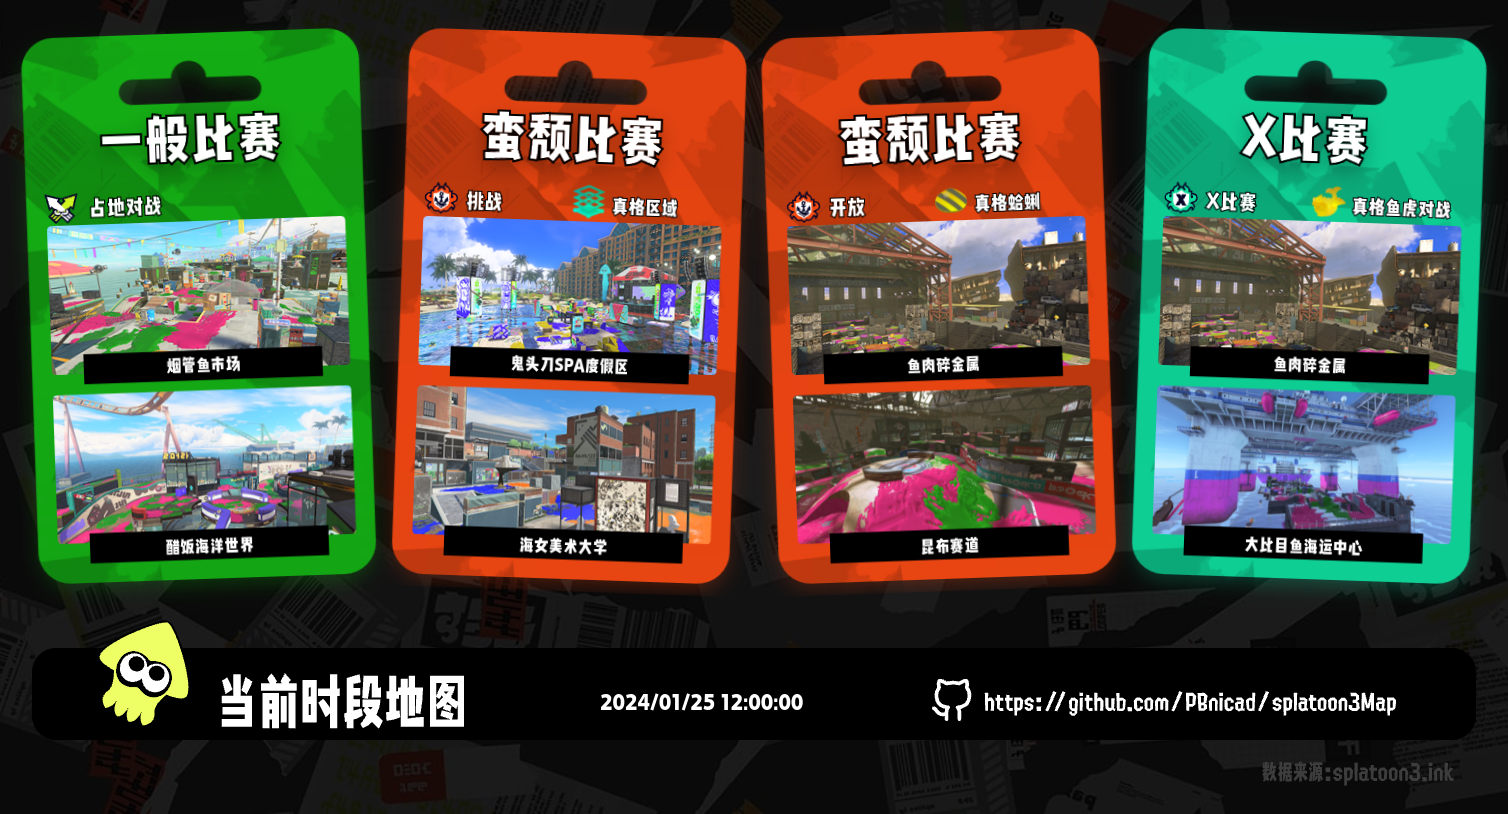 一般比赛
占地对战
烟管鱼市场
醋饭海洋世界
蛮颓比赛
挑战
真格区域
鬼头刀SPA度假区
海女美术大学
蛮颓比赛
开放
真格蛤蜊
鱼肉碎金属
昆布赛道
X比赛
X比赛
真格鱼虎对战
鱼肉碎金属
大比目鱼海运中心
当前时段地图
2024/01/25 12:00:00
https://github.com/PBnicad/splatoon3Map
数据来源:splatoon3.ink